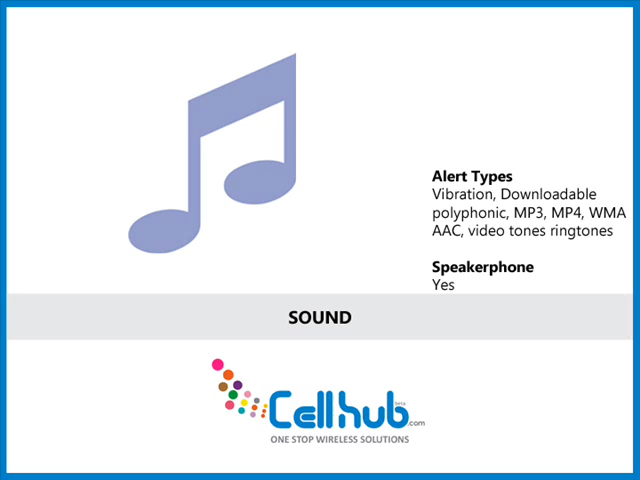 Alert Types
Vibration, Downloadable
polyphonic, MP3, MP4, WMA
AAC, video tones ringtones
Speakerphone
Yes
SOUND
Cellhub.com
beta
ONE STOP WIRELESS SOLUTIONS